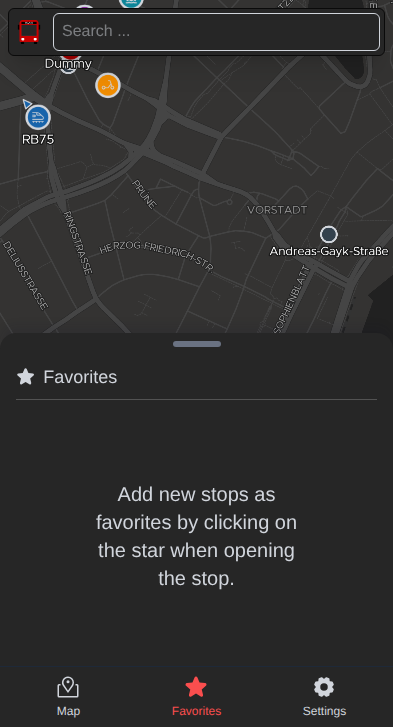 Search ...
Dummy
RB75
PRÜNE
VORSTADT
RINGSTRASSE
HERZOG-FRIEDRICH-STR.
Andreas-Gayk-Straße
DELIUSSTRASSE
SOPHIENBLATT
Favorites
Add new stops as
favorites by clicking on
the star when opening
the stop.
Map
Favorites
Settings